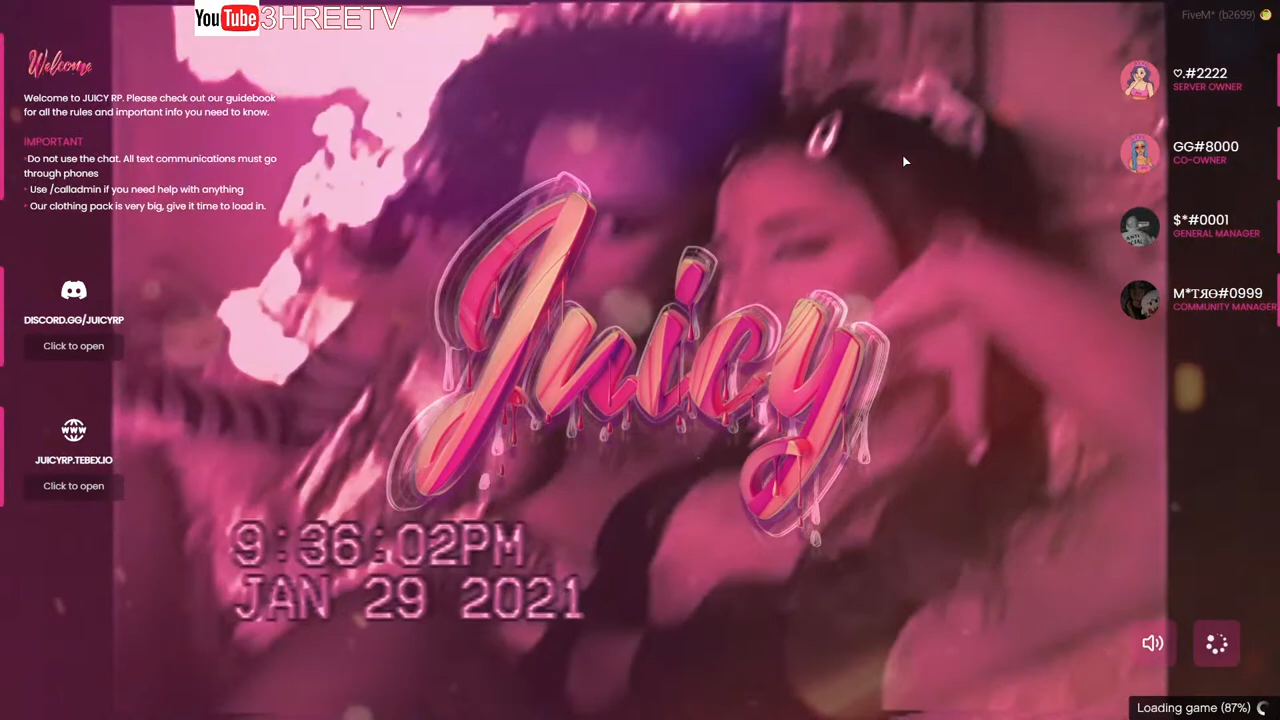 YouTube 3HREETV
FiveM* (b2699)
Welcome
Welcome to JUICY RP. Please check out our guidebook
for all the rules and important info you need to know.
IMPORTANT
•Do not use the chat. All text communications must go
through phones
• Use /calladmin if you need help with anything
• Our clothing pack is very big, give it time to load in.
DISCORD.GG/JUICYRP
Click to open
WWW
JUICYRP.TEBEX.IO
Click to open
Juicy
9:36:02PM
JAN 29 2021
♡.#2222
SERVER OWNER
GG#8000
CO-OWNER
$*#0001
GENERAL MANAGER
M*TЯӨ#0999
COMMUNITY MANAGER
Loading game (87%)